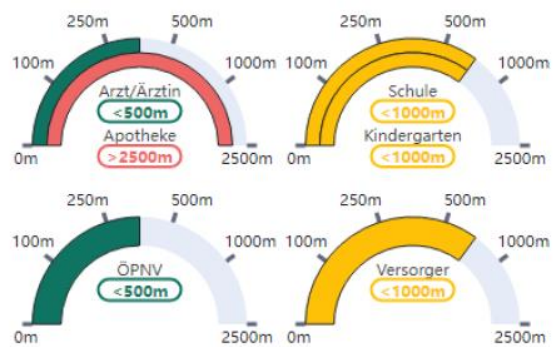 250m 500m
100m 1000m
Arzt/Ärztin
<500m
Apotheke
>2500m
0m 2500m
250m 500m
100m 1000m
Schule
<1000m
Kindergarten
<1000m
0m 2500m
250m 500m
100m 1000m
ÖPNV
<500m
0m 2500m
250m 500m
100m 1000m
Versorger
<1000m
0m 2500m